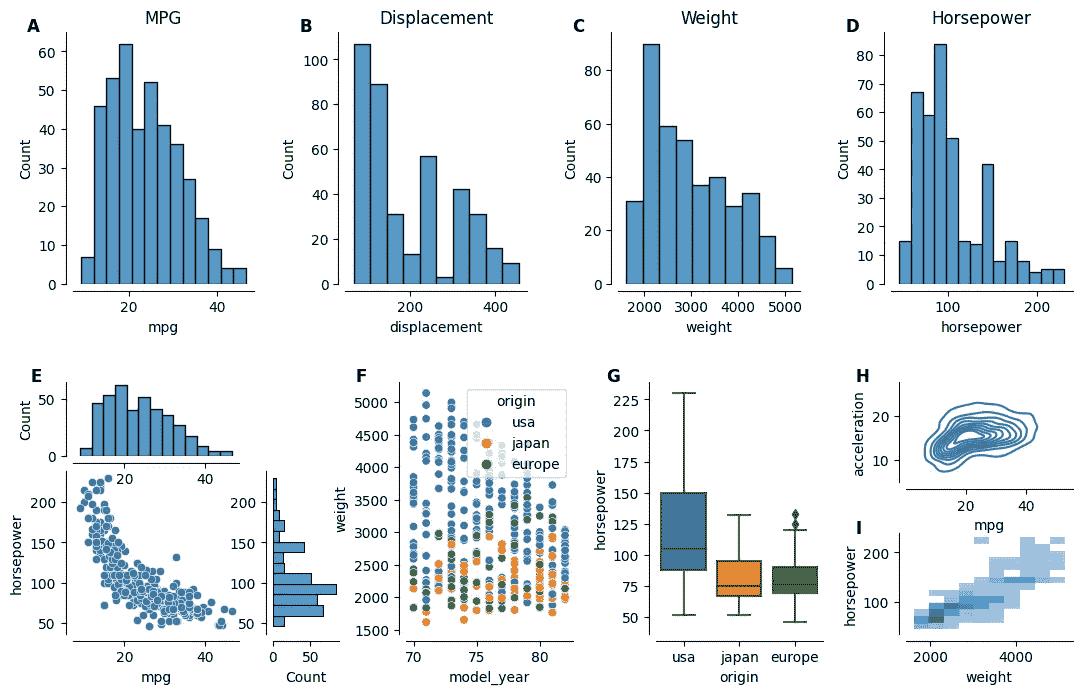 A MPG
B Displacement
C Weight
D Horsepower
60
50
40
30
20
10
0
Count
20 40
mpg
100
80
60
40
20
0
Count
200 400
displacement
80
60
40
20
0
Count
2000 3000 4000 5000
weight
80
70
60
50
40
30
20
10
0
Count
100 200
horsepower
E
50
0
Count
20 40
200
150
100
50
horsepower
20 40
mpg
200
150
100
50
0 50
Count
F
5000
4500
4000
3500
3000
2500
2000
1500
weight
origin
usa
japan
europe
70 75 80
model_year
G
225
200
175
150
125
100
75
50
horsepower
usa japan europe
origin
H
20
10
acceleration
20 40
mpg
I
200
100
horsepower
2000 4000
weight